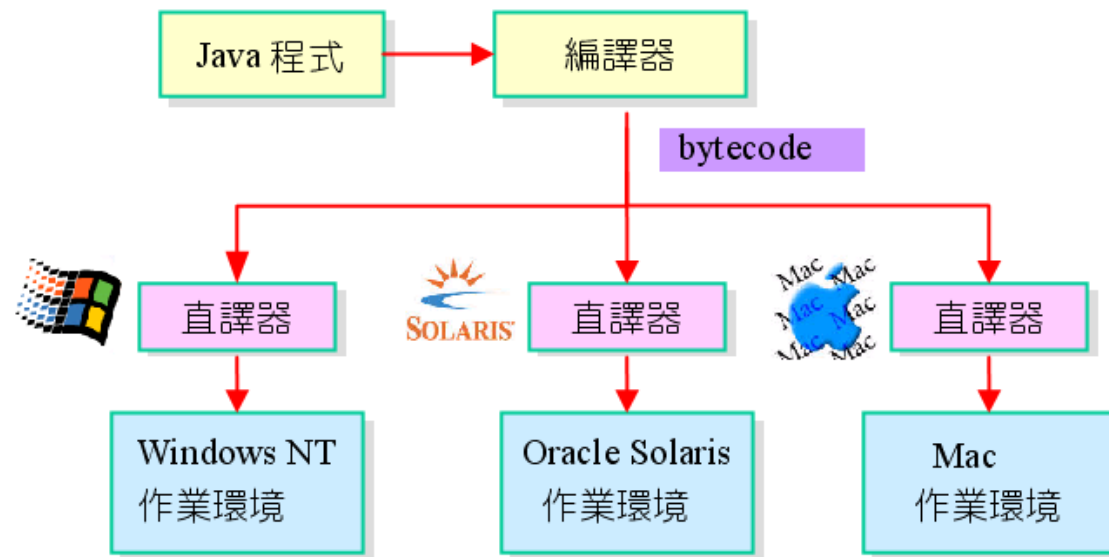 Java 程式
編譯器
bytecode
直譯器
SOLARIS
直譯器
Mac Mac
Mac Mac
Mac Mac
直譯器
Windows NT
作業環境
Oracle Solaris
作業環境
Mac
作業環境